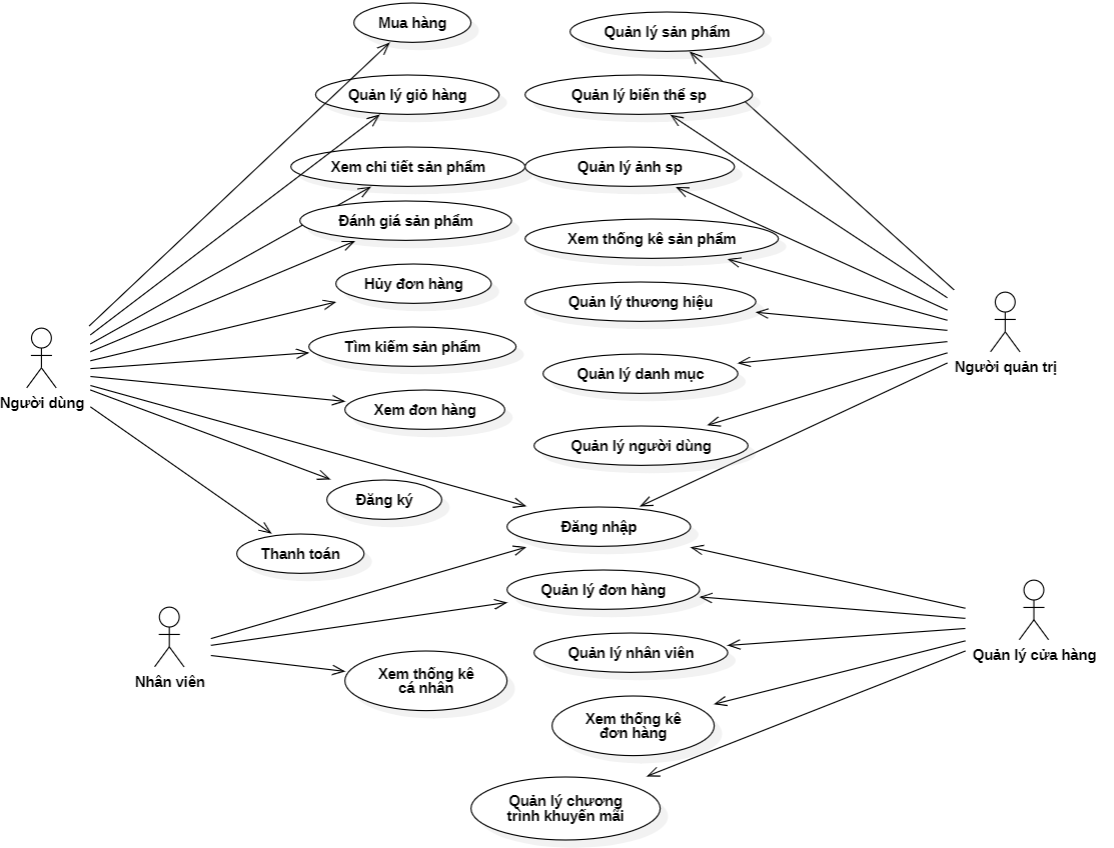 Mua hàng
Quản lý sản phẩm
Quản lý giỏ hàng
Quản lý biến thể sp
Xem chi tiết sản phẩm
Quản lý ảnh sp
Đánh giá sản phẩm
Xem thống kê sản phẩm
Hủy đơn hàng
Quản lý thương hiệu
Tìm kiếm sản phẩm
Người quản trị
Quản lý danh mục
Người dùng
Xem đơn hàng
Quản lý người dùng
Đăng ký
Đăng nhập
Thanh toán
Quản lý đơn hàng
Quản lý nhân viên
Quản lý cửa hàng
Nhân viên
Xem thống kê
cá nhân
Xem thống kê
đơn hàng
Quản lý chương
trình khuyến mãi